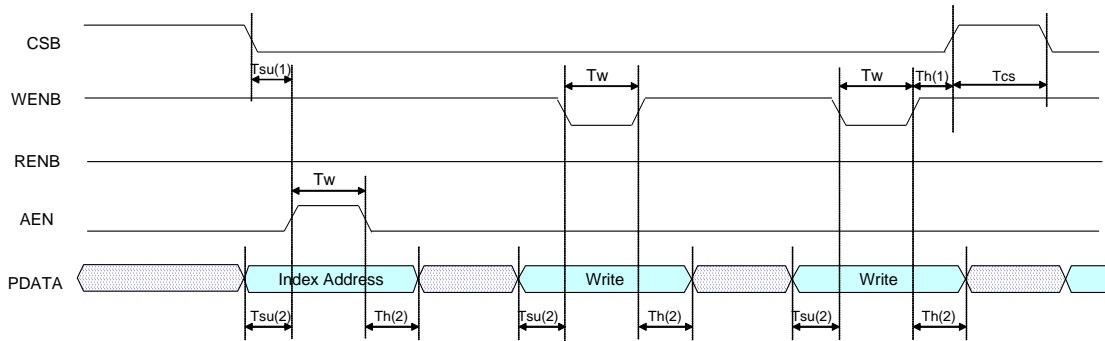 CSB
Tsu(1)
Tw
Tw
Th(1)
Tcs
WENB
RENB
Tw
AEN
PDATA
Index Address
Write
Write
Tsu(2)
Th(2)
Tsu(2)
Th(2)
Tsu(2)
Th(2)